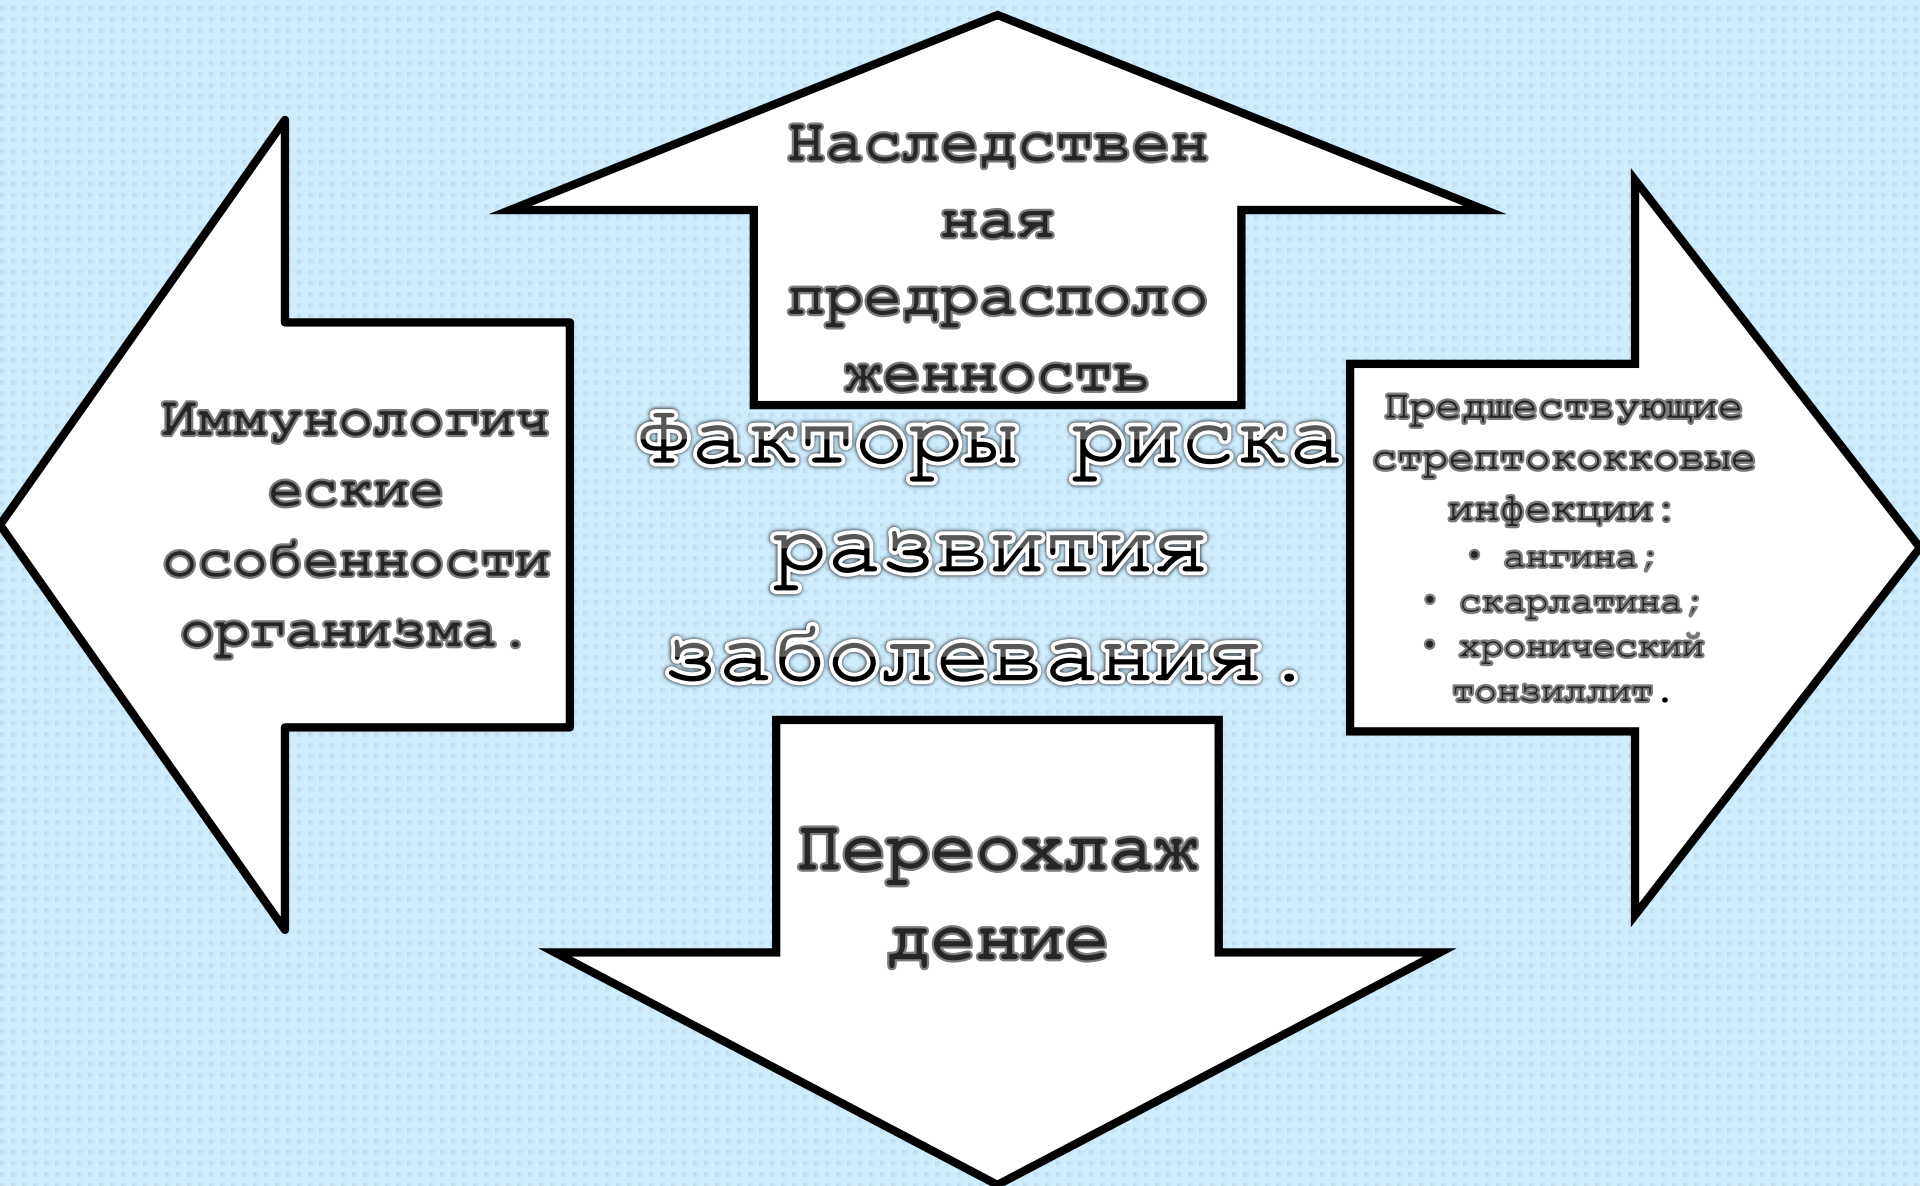 Наследствен
ная
предрасполо
женность
Иммунологич
еские
особенности
организма.
Факторы риска
развития
заболевания.
Предшествующие
стрептококковые
инфекции:
• ангина;
• скарлатина;
• хронический
тонзиллит.
Переохлаж
дение